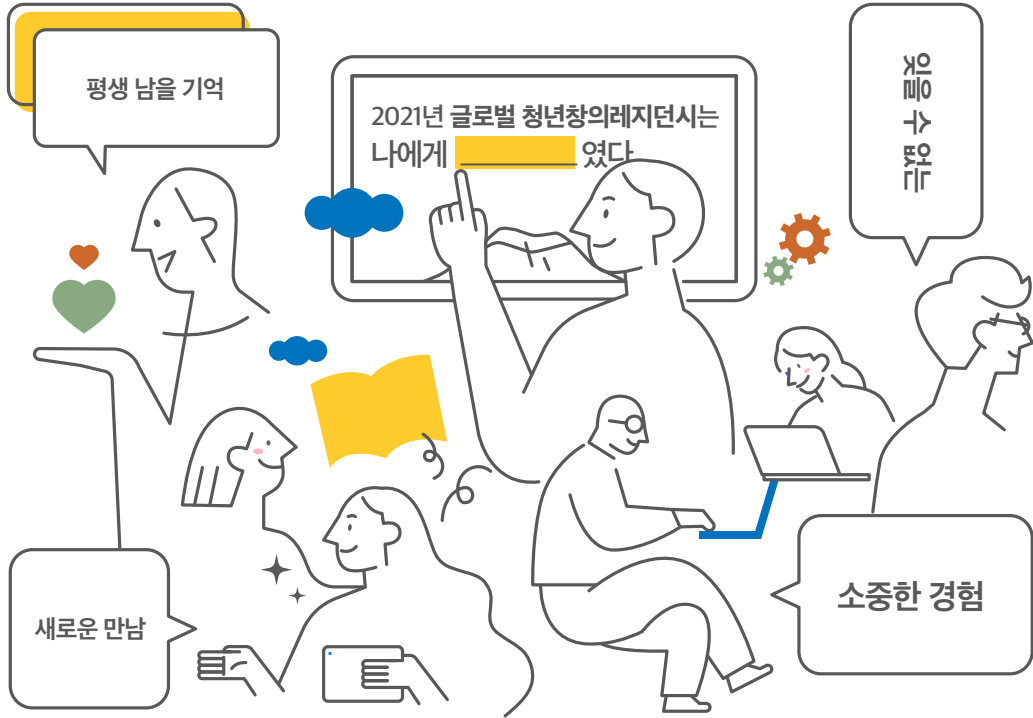 평생 남을 기억
2021년 글로벌 청년창의레지던시는
나에게 ________ 였다
잊을 수 없는
소중한 경험
새로운 만남